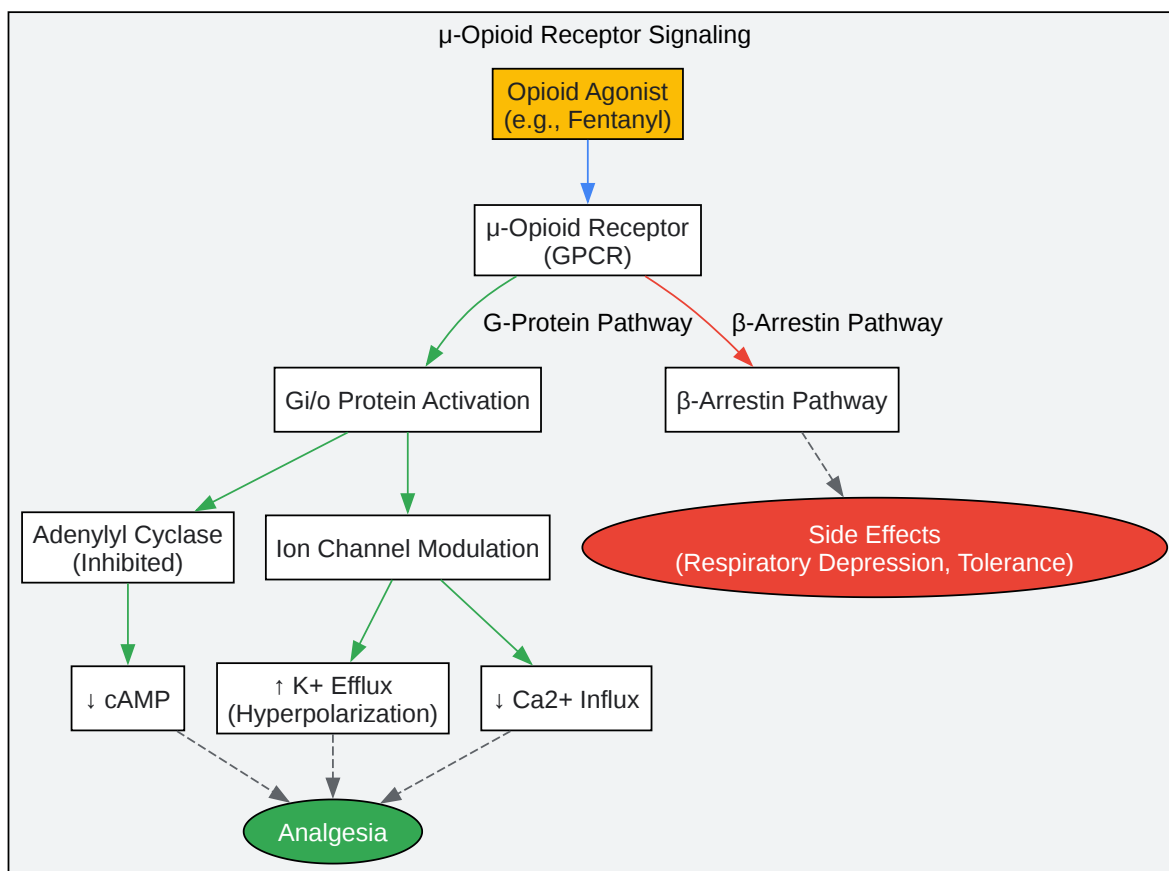 μ-Opioid Receptor Signaling
Opioid Agonist
(e.g., Fentanyl)
μ-Opioid Receptor
(GPCR)
G-Protein Pathway
β-Arrestin Pathway
Gi/o Protein Activation
β-Arrestin Pathway
Adenylyl Cyclase
(Inhibited)
Ion Channel Modulation
Side Effects
(Respiratory Depression, Tolerance)
↓ cAMP
↑ K+ Efflux
(Hyperpolarization)
↓ Ca2+ Influx
Analgesia